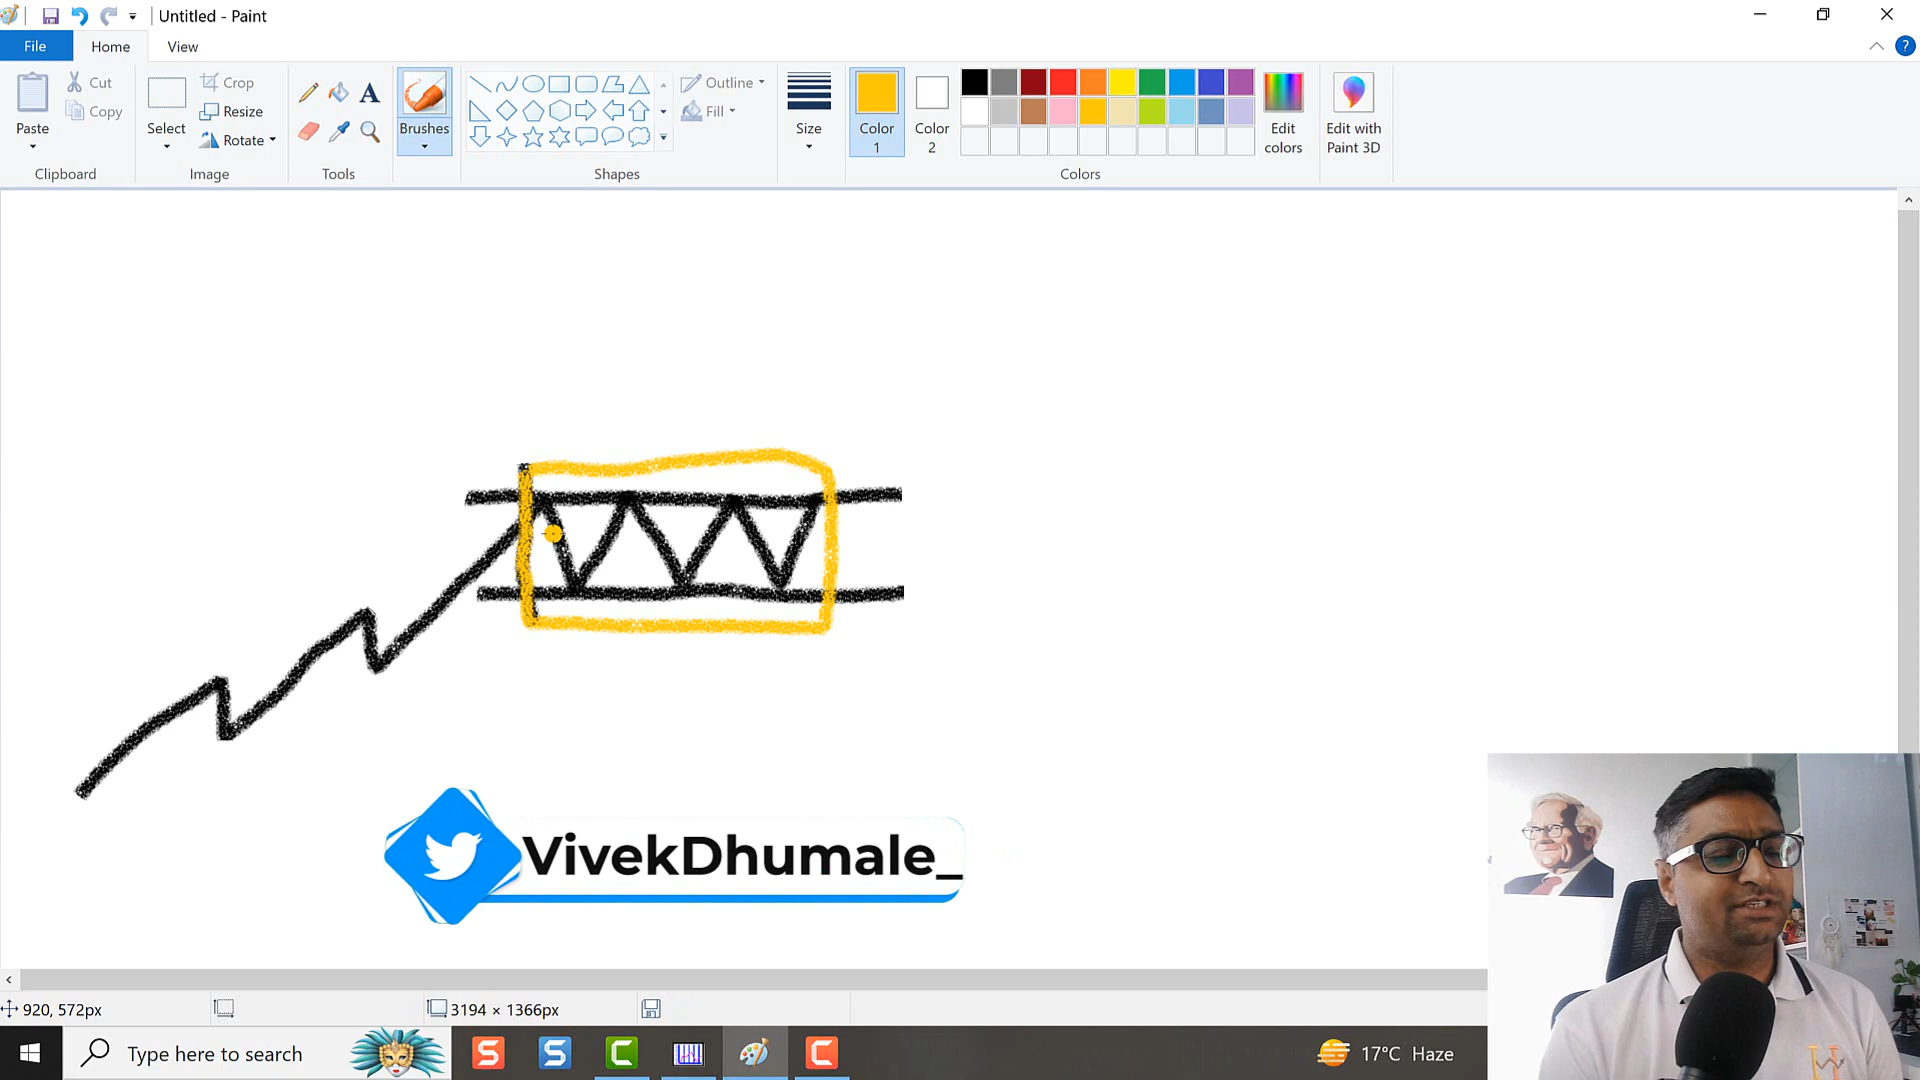 Untitled - Paint
File
Home
View
Paste
Cut
Copy
Clipboard
Select
Crop
Resize
Rotate
Image
A
Tools
Brushes
Outline
Fill
Shapes
Size
Color 1
Color 2
Edit colors
Edit with Paint 3D
Colors
?
VivekDhumale_
920, 572px
3194 × 1366px
Type here to search
S
S
C
C
17°C Haze